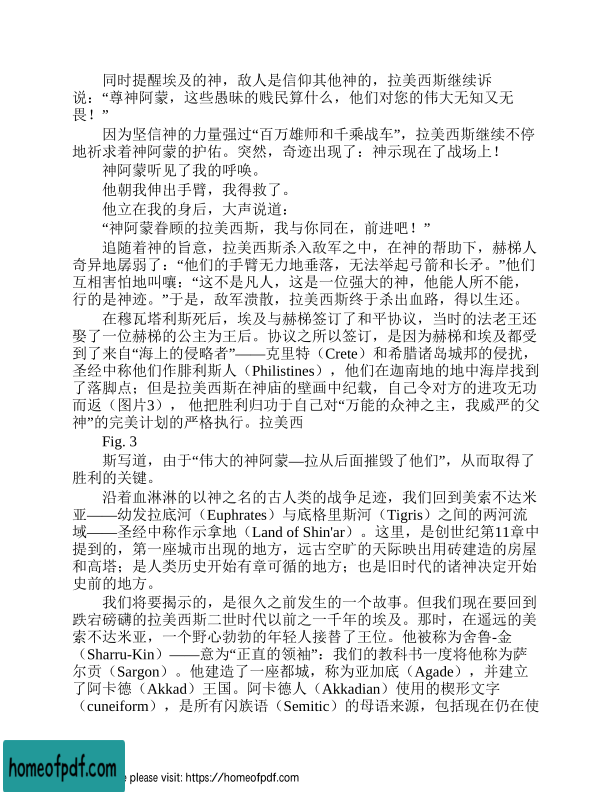 同时提醒埃及的神，敌人是信仰其他神的，拉美西斯继续诉
说：“尊神阿蒙，这些愚昧的贱民算什么，他们对您的伟大无知又无
畏！”
因为坚信神的力量强过“百万雄师和千乘战车”，拉美西斯继续不停
地祈求着神阿蒙的护佑。突然，奇迹出现了：神示现在了战场上！
神阿蒙听见了我的呼唤。
他朝我伸出手臂，我得救了。
他立在我的身后，大声说道：
“神阿蒙眷顾的拉美西斯，我与你同在，前进吧！”
追随着神的旨意，拉美西斯杀入敌军之中，在神的帮助下，赫梯人
奇异地孱弱了：“他们的手臂无力地垂落，无法举起弓箭和长矛。”他们
互相害怕地叫嚷：“这不是凡人，这是一位强大的神，他能人所不能，
行的是神迹。”于是，敌军溃散，拉美西斯终于杀出血路，得以生还。
在穆瓦塔利斯死后，埃及与赫梯签订了和平协议，当时的法老王还
娶了一位赫梯的公主为王后。协议之所以签订，是因为赫梯和埃及都受
到了来自“海上的侵略者”——克里特（Crete）和希腊诸岛城邦的侵扰，
圣经中称他们作腓利斯人（Philistines），他们在迦南地的地中海岸找到
了落脚点；但是拉美西斯在神庙的壁画中纪载，自己令对方的进攻无功
而返（图片3）， 他把胜利归功于自己对“万能的众神之主，我威严的父
神”的完美计划的严格执行。拉美西
Fig. 3
斯写道，由于“伟大的神阿蒙—拉从后面摧毁了他们”，从而取得了
胜利的关键。
沿着血淋淋的以神之名的古人类的战争足迹，我们回到美索不达米
亚——幼发拉底河（Euphrates）与底格里斯河（Tigris）之间的两河流
域——圣经中称作示拿地（Land of Shin'ar）。这里，是创世纪第11章中
提到的，第一座城市出现的地方，远古空旷的天际映出用砖建造的房屋
和高塔；是人类历史开始有章可循的地方；也是旧时代的诸神决定开始
史前的地方。
我们将要揭示的，是很久之前发生的一个故事。但我们现在要回到
跌宕磅礴的拉美西斯二世时代以前之一千年的埃及。那时，在遥远的美
索不达米亚，一个野心勃勃的年轻人接替了王位。他被称为舍鲁-金
（Sharru-Kin）——意为“正直的领袖”：我们的教科书一度将他称为萨
尔贡（Sargon）。他建造了一座都城，称为亚加底（Agade），并建立
了阿卡德（Akkad）王国。阿卡德人（Akkadian）使用的楔形文字
（cuneiform），是所有闪族语（Semitic）的母语来源，包括现在仍在使
homeofpdf.com
e please visit: https://homeofpdf.com